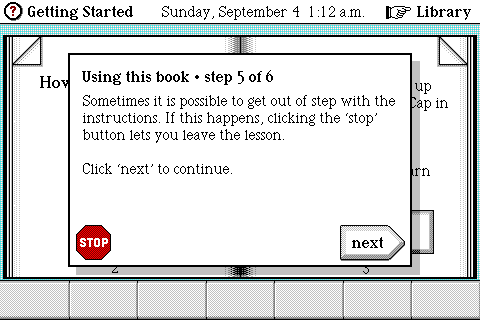 ? Getting Started Sunday, September 4 1:12 a.m. Library
How
up
Cap in
Using this book • step 5 of 6
Sometimes it is possible to get out of step with the
instructions. If this happens, clicking the ‘stop’
button lets you leave the lesson.
Click ‘next’ to continue.
STOP
next
2
3